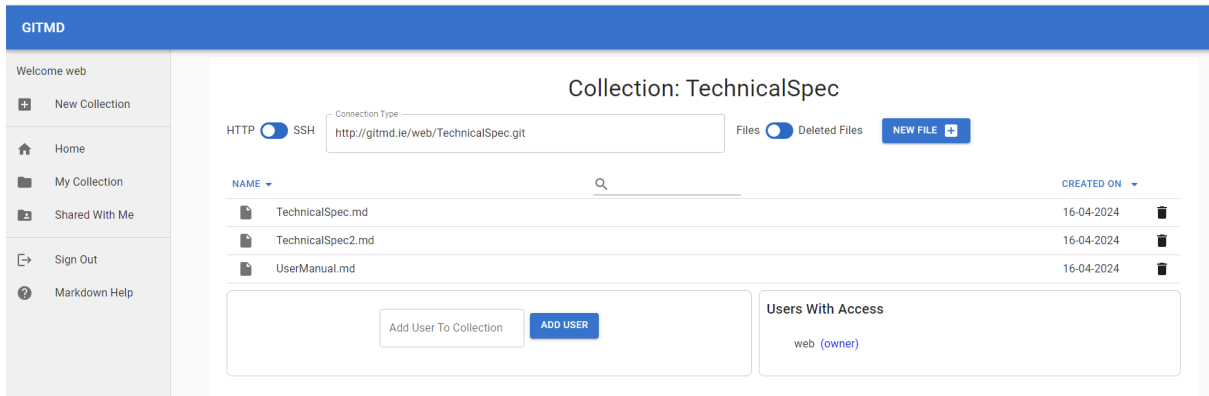 GITMD
Welcome web
New Collection
Home
My Collection
Shared With Me
Sign Out
Markdown Help
Collection: TechnicalSpec
HTTP SSH
Connection Type
http://gitmd.ie/web/TechnicalSpec.git
Files Deleted Files
NEW FILE
NAME CREATED ON
TechnicalSpec.md 16-04-2024
TechnicalSpec2.md 16-04-2024
UserManual.md 16-04-2024
Add User To Collection ADD USER
Users With Access
web (owner)